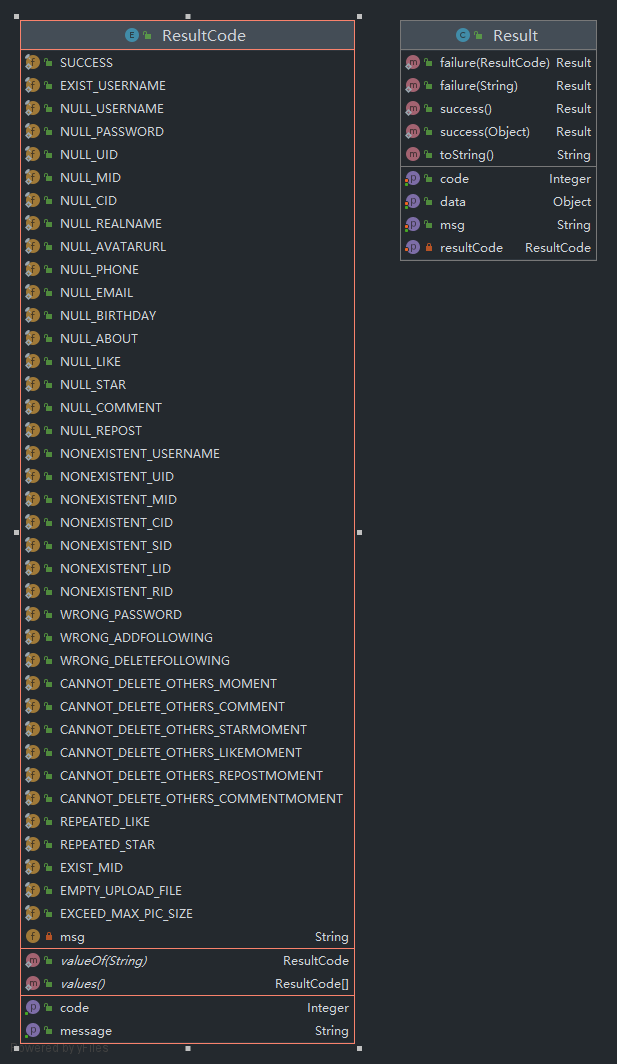 ResultCode
SUCCESS
EXIST_USERNAME
NULL_USERNAME
NULL_PASSWORD
NULL_UID
NULL_MID
NULL_CID
NULL_REALNAME
NULL_AVATARURL
NULL_PHONE
NULL_EMAIL
NULL_BIRTHDAY
NULL_ABOUT
NULL_LIKE
NULL_STAR
NULL_COMMENT
NULL_REPOST
NONEXISTENT_USERNAME
NONEXISTENT_UID
NONEXISTENT_MID
NONEXISTENT_CID
NONEXISTENT_SID
NONEXISTENT_LID
NONEXISTENT_RID
WRONG_PASSWORD
WRONG_ADDFOLLOWING
WRONG_DELETEFOLLOWING
CANNOT_DELETE_OTHERS_MOMENT
CANNOT_DELETE_OTHERS_COMMENT
CANNOT_DELETE_OTHERS_STARMOMENT
CANNOT_DELETE_OTHERS_LIKEMOMENT
CANNOT_DELETE_OTHERS_REPOSTMOMENT
CANNOT_DELETE_OTHERS_COMMENTMOMENT
REPEATED_LIKE
REPEATED_STAR
EXIST_MID
EMPTY_UPLOAD_FILE
EXCEED_MAX_PIC_SIZE
msg String
valueOf(String) ResultCode
values() ResultCode[]
code Integer
message String
Powered by yFiles
Result
failure(ResultCode) Result
failure(String) Result
success() Result
success(Object) Result
toString() String
code Integer
data Object
msg String
resultCode ResultCode